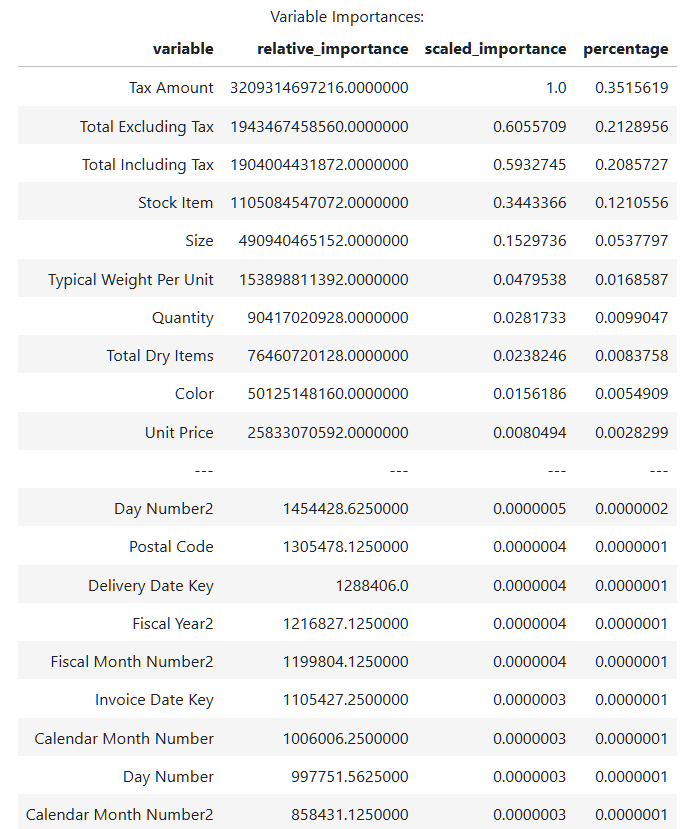 Variable Importances:
variable relative_importance scaled_importance percentage
Tax Amount 3209314697216.0000000 1.0 0.3515619
Total Excluding Tax 1943467458560.0000000 0.6055709 0.2128956
Total Including Tax 1904004431872.0000000 0.5932745 0.2085727
Stock Item 1105084547072.0000000 0.3443366 0.1210556
Size 490940465152.0000000 0.1529736 0.0537797
Typical Weight Per Unit 153898811392.0000000 0.0479538 0.0168587
Quantity 90417020928.0000000 0.0281733 0.0099047
Total Dry Items 76460720128.0000000 0.0238246 0.0083758
Color 50125148160.0000000 0.0156186 0.0054909
Unit Price 25833070592.0000000 0.0080494 0.0028299
--- --- --- ---
Day Number2 1454428.6250000 0.0000005 0.0000002
Postal Code 1305478.1250000 0.0000004 0.0000001
Delivery Date Key 1288406.0 0.0000004 0.0000001
Fiscal Year2 1216827.1250000 0.0000004 0.0000001
Fiscal Month Number2 1199804.1250000 0.0000004 0.0000001
Invoice Date Key 1105427.2500000 0.0000003 0.0000001
Calendar Month Number 1006006.2500000 0.0000003 0.0000001
Day Number 997751.5625000 0.0000003 0.0000001
Calendar Month Number2 858431.1250000 0.0000003 0.0000001